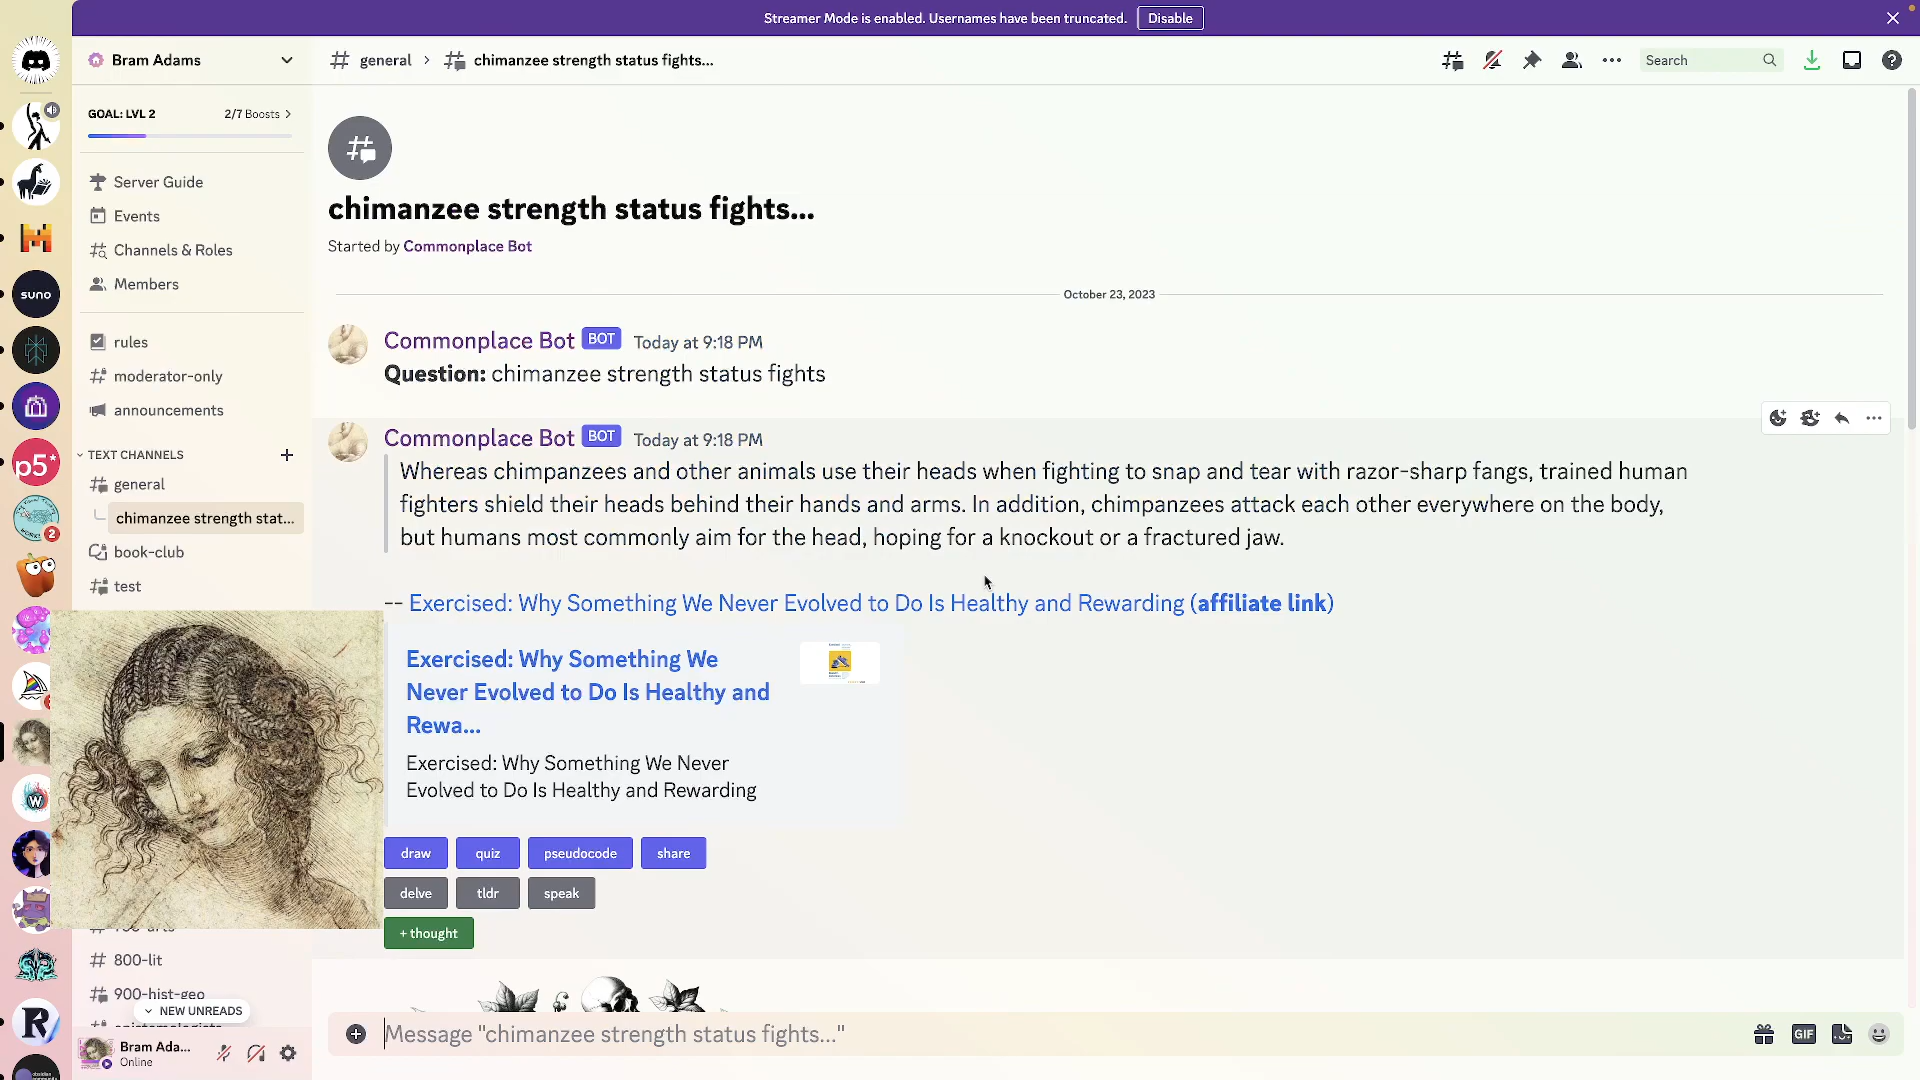 Streamer Mode is enabled. Usernames have been truncated.
Disable
Bram Adams
general
chimanzee strength status fights...
Search
GOAL: LVL 2
2/7 Boosts
Server Guide
Events
Channels & Roles
Members
rules
moderator-only
announcements
TEXT CHANNELS
general
chimanzee strength stat...
book-club
test
800-lit
900-hist-geo
NEW UNREADS
Bram Ada...
Online
suno
p5*
2
W
R
chimanzee strength status fights...
Started by Commonplace Bot
October 23, 2023
Commonplace Bot BOT Today at 9:18 PM
Question: chimanzee strength status fights
Commonplace Bot BOT Today at 9:18 PM
Whereas chimpanzees and other animals use their heads when fighting to snap and tear with razor-sharp fangs, trained human
fighters shield their heads behind their hands and arms. In addition, chimpanzees attack each other everywhere on the body,
but humans most commonly aim for the head, hoping for a knockout or a fractured jaw.
-- Exercised: Why Something We Never Evolved to Do Is Healthy and Rewarding (affiliate link)
Exercised: Why Something We
Never Evolved to Do Is Healthy and
Rewa...
Exercised: Why Something We Never
Evolved to Do Is Healthy and Rewarding
draw quiz pseudocode share
delve tldr speak
+ thought
Message "chimanzee strength status fights..."
GIF